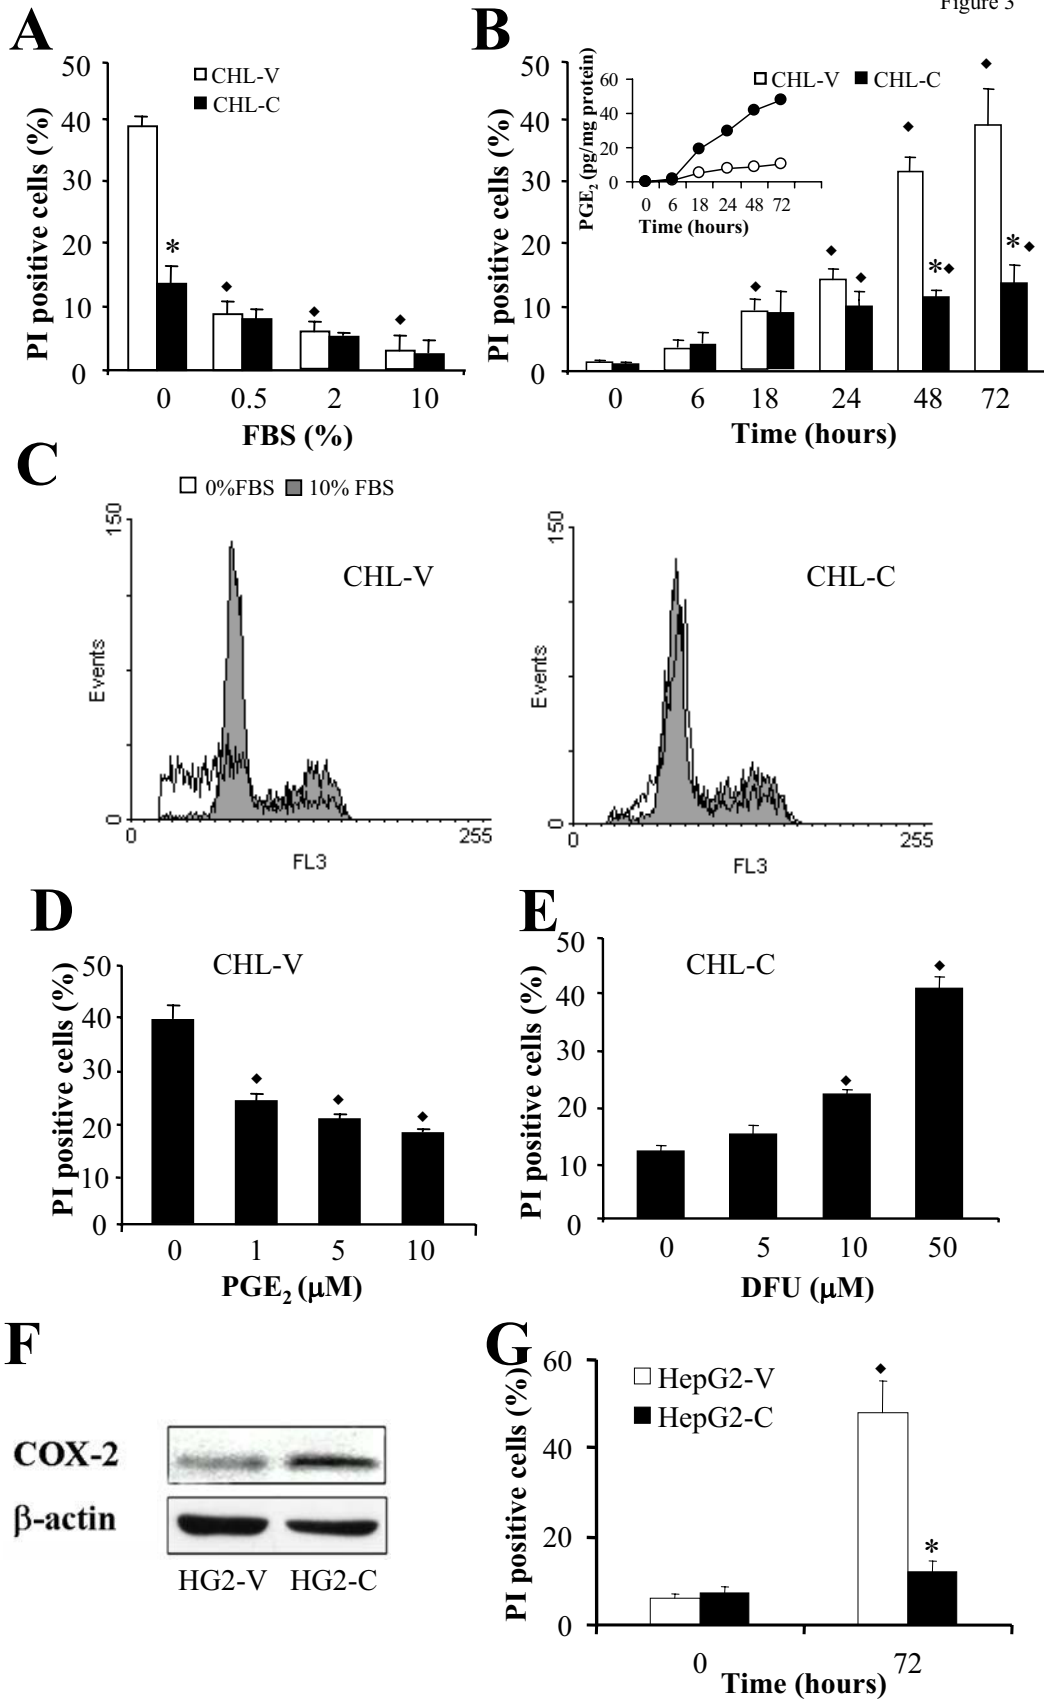 Figure 3
A
50
40
30
20
10
0
PI positive cells (%)
CHL-V
CHL-C
*
0 0.5 2 10
FBS (%)
B
50
40
30
20
10
0
PI positive cells (%)
CHL-V CHL-C
60
40
20
0
PGE2 (pg/mg protein)
0 6 18 24 48 72
Time (hours)
*
*
0 6 18 24 48 72
Time (hours)
C
0%FBS 10% FBS
150
Events
0
CHL-V
0 255
FL3
150
Events
0
CHL-C
0 255
FL3
D
50
40
30
20
10
0
PI positive cells (%)
CHL-V
0 1 5 10
PGE2 (μM)
E
50
40
30
20
10
0
PI positive cells (%)
CHL-C
0 5 10 50
DFU (μM)
F
COX-2
β-actin
HG2-V HG2-C
G
60
40
20
0
PI positive cells (%)
HepG2-V
HepG2-C
*
0 72
Time (hours)